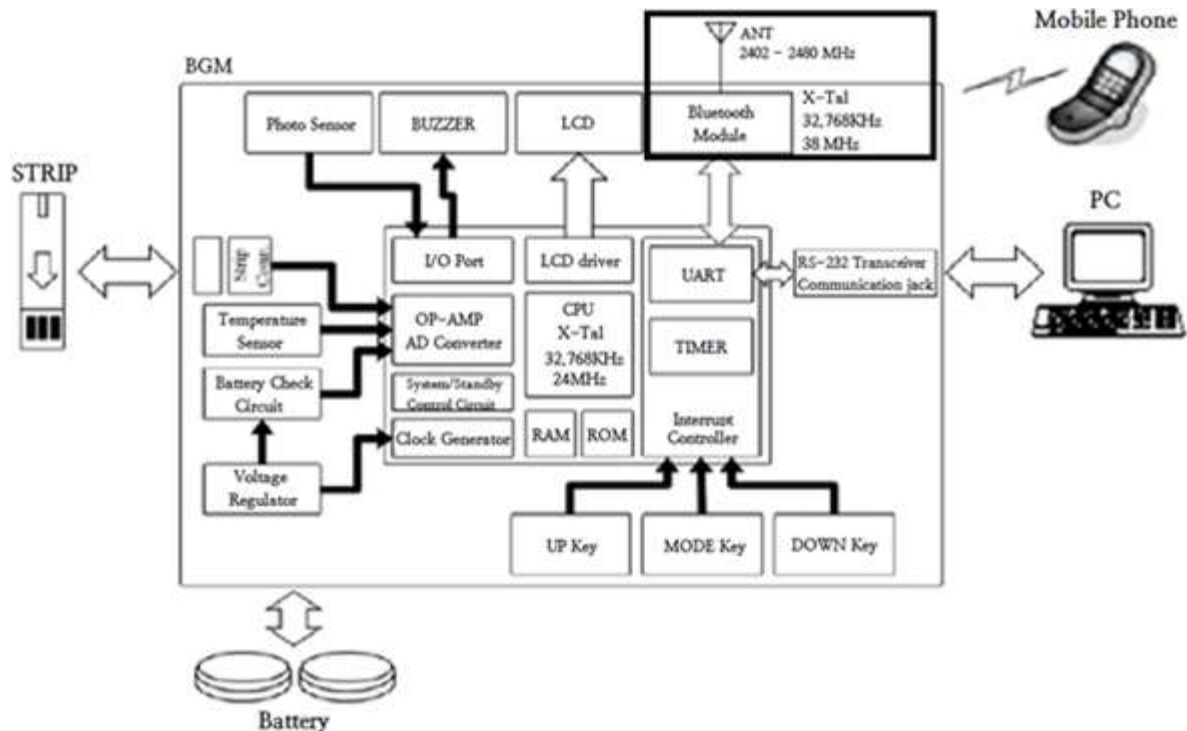 Mobile Phone
ANT
2402 - 2480 MHz
BGM
Photo Sensor
BUZZER
LCD
Bluetooth
Module
X-Tal
32,768KHz
38 MHz
STRIP
PC
Strip
Conn.
I/O Port
LCD driver
UART
RS-232 Transceiver
Communication jack
Temperature
Sensor
OP-AMP
AD Converter
CPU
X-Tal
32,768KHz
24MHz
TIMER
Battery Check
Circuit
System/Standby
Control Circuit
Clock Generator
RAM
ROM
Interrunt
Controller
Voltage
Regulator
UP Key
MODE Key
DOWN Key
Battery